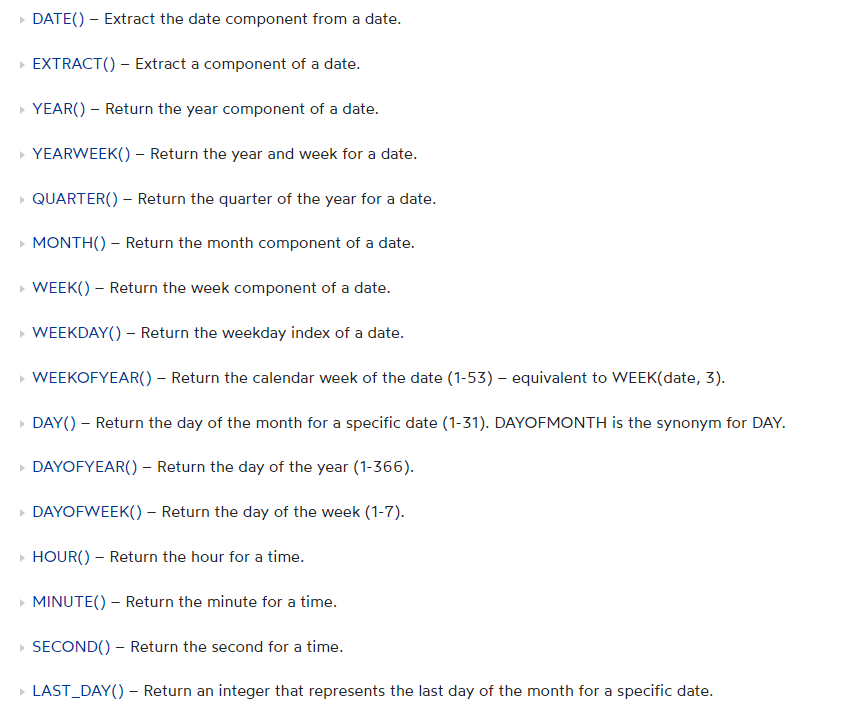 DATE() – Extract the date component from a date.
EXTRACT() – Extract a component of a date.
YEAR() – Return the year component of a date.
YEARWEEK() – Return the year and week for a date.
QUARTER() – Return the quarter of the year for a date.
MONTH() – Return the month component of a date.
WEEK() – Return the week component of a date.
WEEKDAY() – Return the weekday index of a date.
WEEKOFYEAR() – Return the calendar week of the date (1-53) – equivalent to WEEK(date, 3).
DAY() – Return the day of the month for a specific date (1-31). DAYOFMONTH is the synonym for DAY.
DAYOFYEAR() – Return the day of the year (1-366).
DAYOFWEEK() – Return the day of the week (1-7).
HOUR() – Return the hour for a time.
MINUTE() – Return the minute for a time.
SECOND() – Return the second for a time.
LAST_DAY() – Return an integer that represents the last day of the month for a specific date.